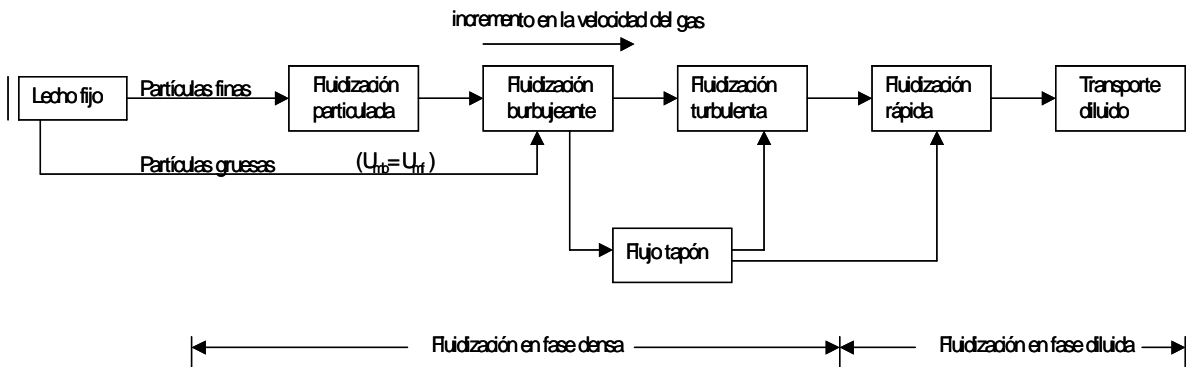 incremento en la velocidad del gas
Lecho fijo
Partículas finas
Fluidización
particulada
Fluidización
burbujeante
Fluidización
turbulenta
Fluidización
rápida
Transporte
diluido
Partículas gruesas
(Umb= Umf )
Flujo tapón
Fluidización en fase densa
Fluidización en fase diluida